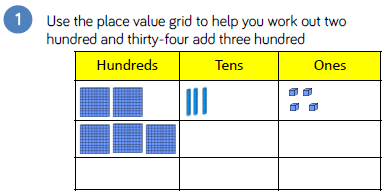 1
Use the place value grid to help you work out two
hundred and thirty-four add three hundred
Hundreds Tens Ones